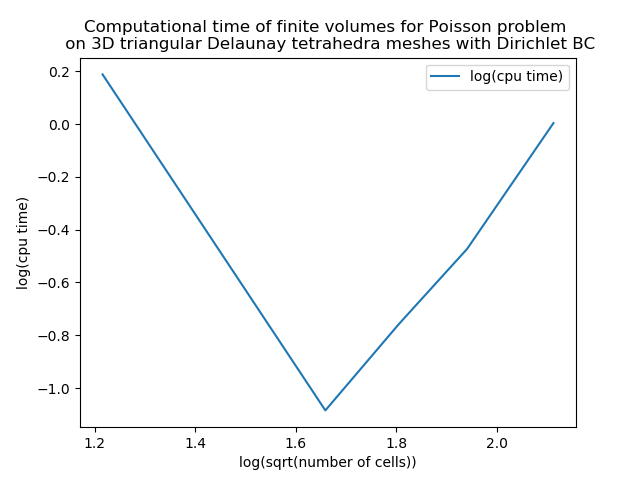 Computational time of finite volumes for Poisson problem
on 3D triangular Delaunay tetrahedra meshes with Dirichlet BC
log(cpu time)
log(cpu time)
0.2
0.0
−0.2
−0.4
−0.6
−0.8
−1.0
1.2 1.4 1.6 1.8 2.0
log(sqrt(number of cells))